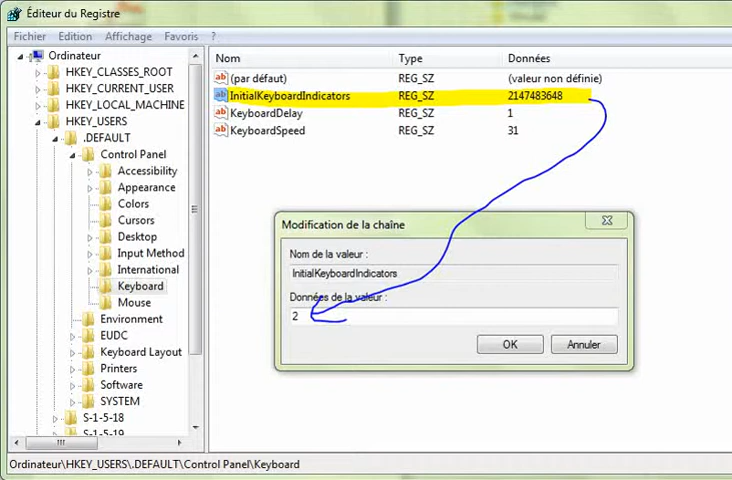 Éditeur du Registre
Fichier Edition Affichage Favoris ?
Ordinateur
HKEY_CLASSES_ROOT
HKEY_CURRENT_USER
HKEY_LOCAL_MACHINE
HKEY_USERS
.DEFAULT
Control Panel
Accessibility
Appearance
Colors
Cursors
Desktop
Input Method
International
Keyboard
Mouse
Environment
EUDC
Keyboard Layout
Printers
Software
SYSTEM
S-1-5-18
S-1-5-19
Nom Type Données
(par défaut) REG_SZ (valeur non définie)
InitialKeyboardIndicators REG_SZ 2147483648
KeyboardDelay REG_SZ 1
KeyboardSpeed REG_SZ 31
Modification de la chaîne
Nom de la valeur :
InitialKeyboardIndicators
Données de la valeur :
2
OK Annuler
Ordinateur\HKEY_USERS\.DEFAULT\Control Panel\Keyboard